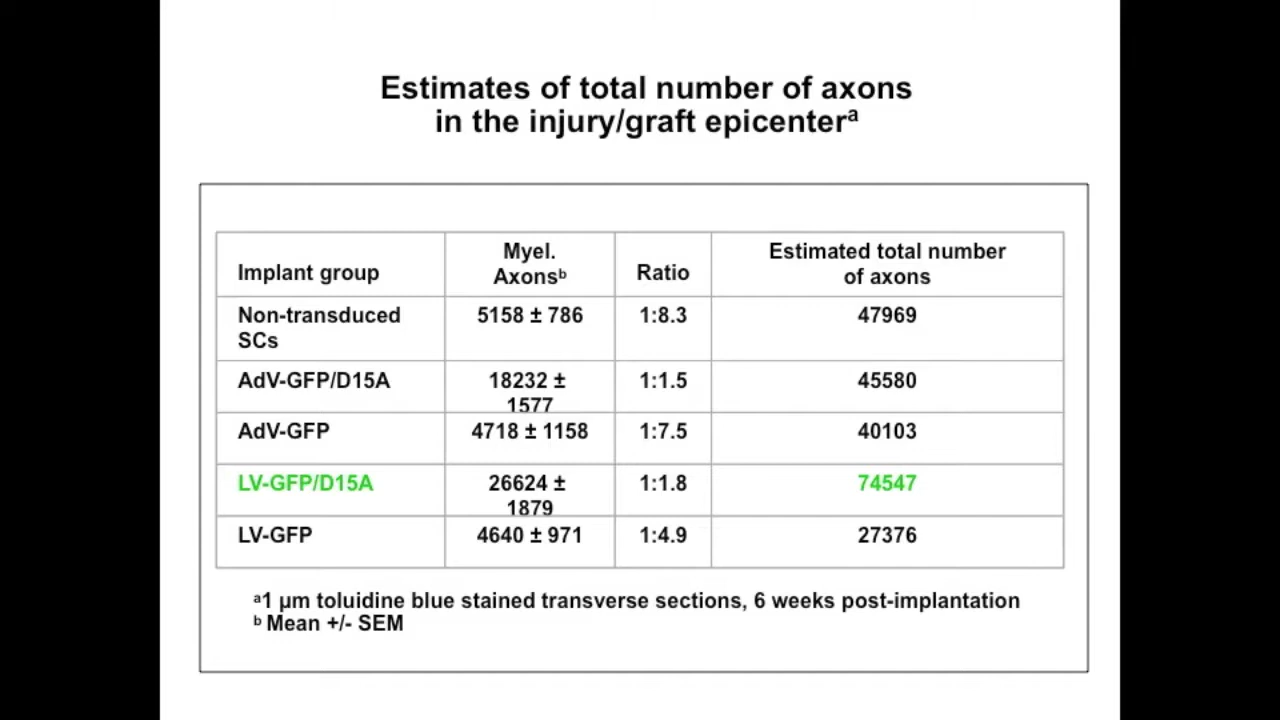 Estimates of total number of axons
in the injury/graft epicenterᵃ
Myel.
Estimated total number
Implant group
Axonsᵇ
Ratio
of axons
Non-transduced
SCs
5158 ± 786
1:8.3
47969
AdV-GFP/D15A
18232 ±
1577
1:1.5
45580
AdV-GFP
4718 ± 1158
1:7.5
40103
LV-GFP/D15A
26624 ±
1879
1:1.8
74547
LV-GFP
4640 ± 971
1:4.9
27376
ᵃ1 µm toluidine blue stained transverse sections, 6 weeks post-implantation
ᵇ Mean +/- SEM